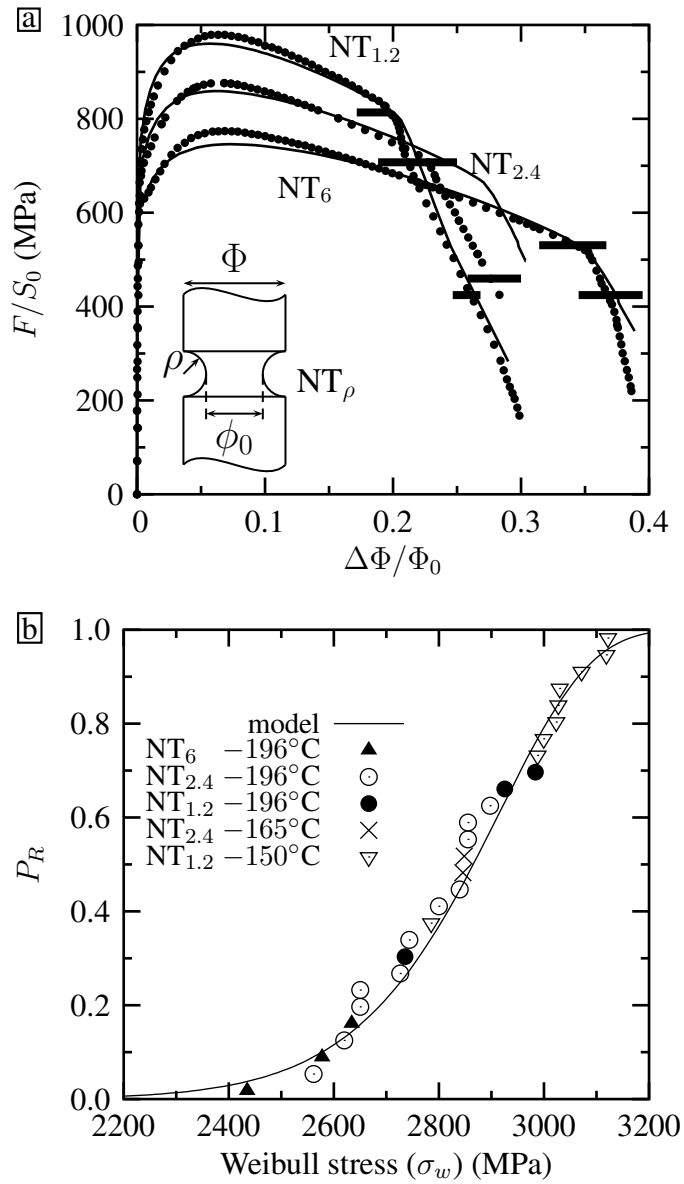 a
1000
800
600
400
200
0
F/S₀ (MPa)
NT₁.₂
NT₂.₄
NT₆
Φ
ρ
NTρ
ϕ₀
0 0.1 0.2 0.3 0.4
ΔΦ/Φ₀
b
1.0
0.8
0.6
0.4
0.2
0.0
P_R
model
NT₆ −196°C
NT₂.₄ −196°C
NT₁.₂ −196°C
NT₂.₄ −165°C
NT₁.₂ −150°C
2200 2400 2600 2800 3000 3200
Weibull stress (σ_w) (MPa)